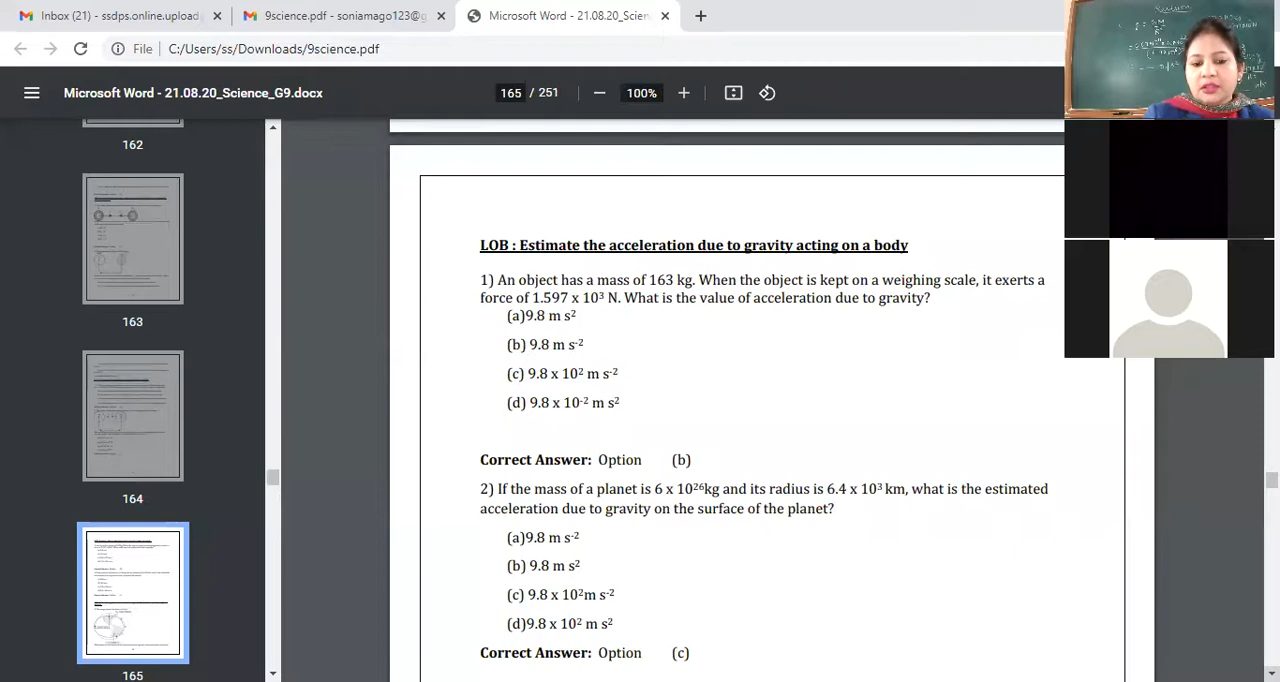 Inbox (21) - ssdps.online.upload
9science.pdf - soniamago123@g
Microsoft Word - 21.08.20_Scien
File C:/Users/ss/Downloads/9science.pdf
Microsoft Word - 21.08.20_Science_G9.docx
165 / 251
100%
162
163
164
165
LOB : Estimate the acceleration due to gravity acting on a body
1) An object has a mass of 163 kg. When the object is kept on a weighing scale, it exerts a
force of 1.597 x 10³ N. What is the value of acceleration due to gravity?
(a)9.8 m s²
(b) 9.8 m s⁻²
(c) 9.8 x 10² m s⁻²
(d) 9.8 x 10⁻² m s²
Correct Answer: Option (b)
2) If the mass of a planet is 6 x 10²⁶kg and its radius is 6.4 x 10³ km, what is the estimated
acceleration due to gravity on the surface of the planet?
(a)9.8 m s⁻²
(b) 9.8 m s²
(c) 9.8 x 10²m s⁻²
(d)9.8 x 10² m s²
Correct Answer: Option (c)